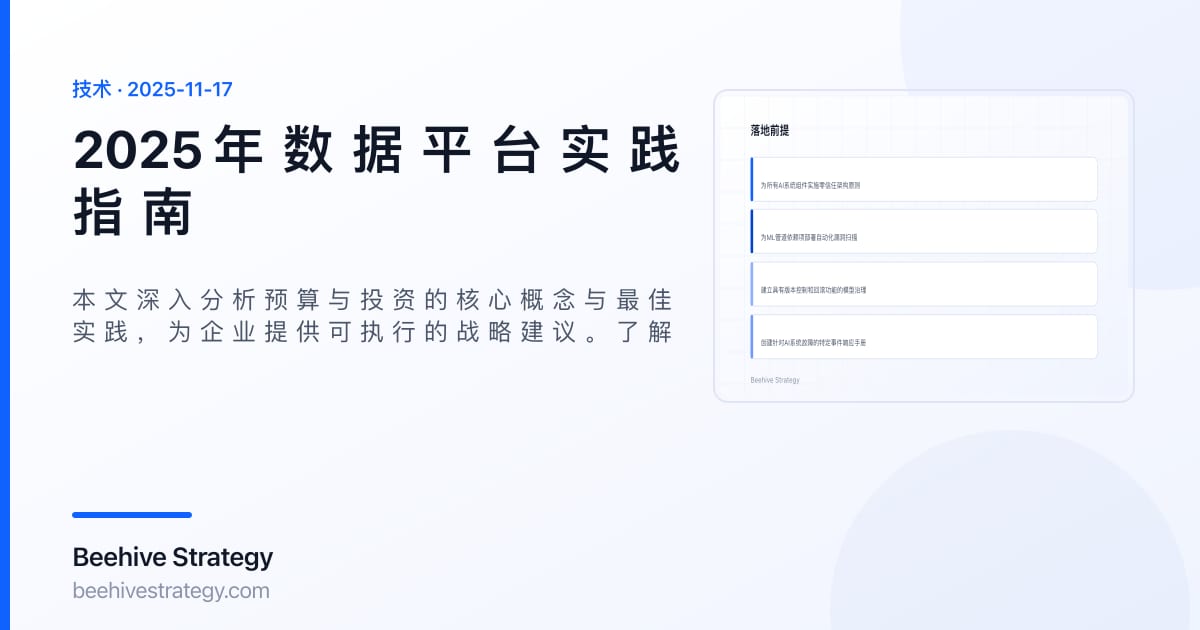 技术 · 2025-11-17
2025年数据平台实践
指南
本文深入分析预算与投资的核心概念与最佳
实践，为企业提供可执行的战略建议。了解
Beehive Strategy
beehivestrategy.com
落地前提
为所有AI系统组件实施零信任架构原则
为ML管道依赖项部署自动化漏洞扫描
建立具有版本控制和回滚功能的模型治理
创建针对AI系统故障的特定事件响应手册
Beehive Strategy